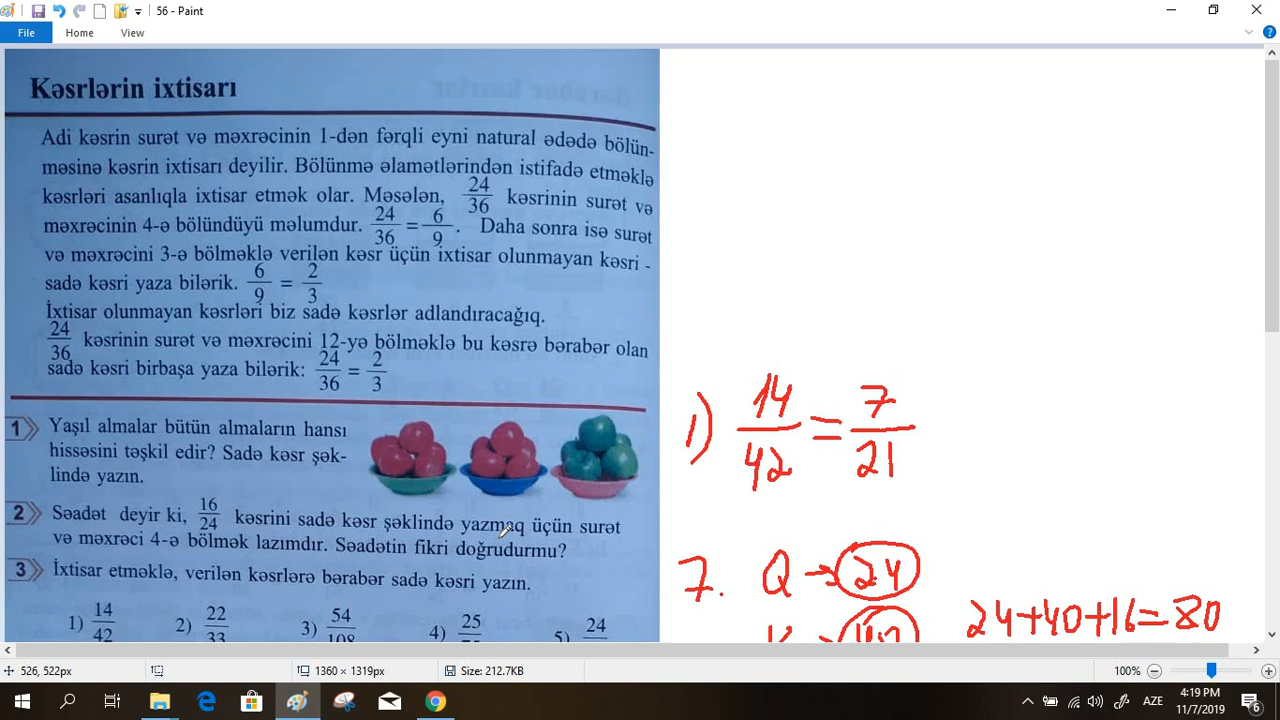 56 - Paint
File Home View
Kəsrlərin ixtisarı
Adi kəsrin surət və məxrəcinin 1-dən fərqli eyni natural ədədə bölün-
məsinə kəsrin ixtisarı deyilir. Bölünmə əlamətlərindən istifadə etməklə
kəsrləri asanlıqla ixtisar etmək olar. Məsələn, 24/36 kəsrinin surət və
məxrəcinin 4-ə bölündüyü məlumdur. 24/36 = 6/9. Daha sonra isə surət
və məxrəcini 3-ə bölməklə verilən kəsr üçün ixtisar olunmayan kəsri -
sadə kəsri yaza bilərik. 6/9 = 2/3
İxtisar olunmayan kəsrləri biz sadə kəsrlər adlandıracağıq.
24/36 kəsrinin surət və məxrəcini 12-yə bölməklə bu kəsrə bərabər olan
sadə kəsri birbaşa yaza bilərik: 24/36 = 2/3
1 Yaşıl almalar bütün almaların hansı
hissəsini təşkil edir? Sadə kəsr şək-
lində yazın.
2 Səadət deyir ki, 16/24 kəsrini sadə kəsr şəklində yazmaq üçün surət
və məxrəci 4-ə bölmək lazımdır. Səadətin fikri doğrudurmu?
3 İxtisar etməklə, verilən kəsrlərə bərabər sadə kəsri yazın.
1) 14/42 2) 22/33 3) 54/108 4) 25/ 5) 24/
1) 14/42 = 7/21
7. Q → 24
24+40+16=80
526, 522px 1360 × 1319px Size: 212.7KB 100%
AZE 4:19 PM
11/7/2019 6